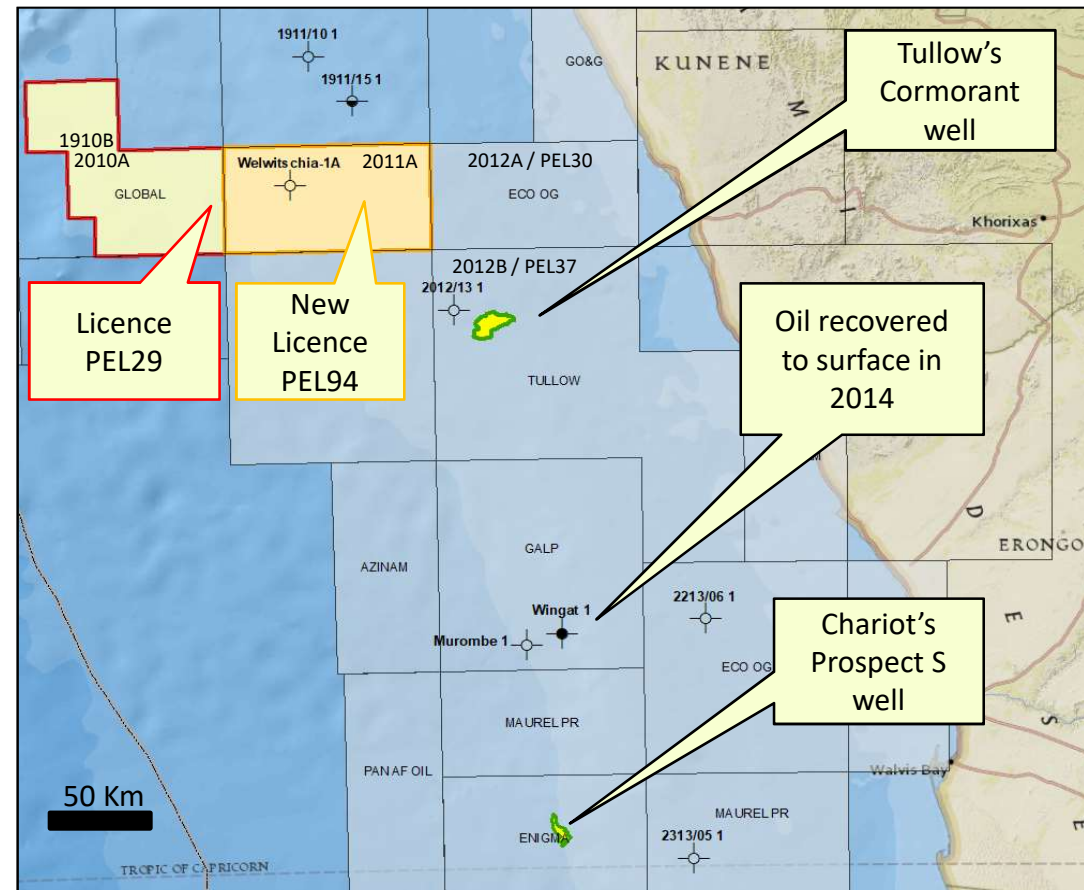 1911/10 1
GO&G
KUNENE
Tullow's
Cormorant
well
1911/15 1
1910B
2010A
Welwitschia-1A
2011A
2012A / PEL30
GLOBAL
ECO OG
Khorixas
2012B / PEL37
2012/13 1
Licence
PEL29
New
Licence
PEL94
Oil recovered
to surface in
2014
TULLOW
GALP
AZINAM
ERONGO
Wingat 1
2213/06 1
Murombe 1
ECO OG
Chariot's
Prospect S
well
MAUREL PR
PAN AF OIL
Walvis Bay
50 Km
MAUREL PR
ENIGMA
2313/05 1
TROPIC OF CAPRICORN